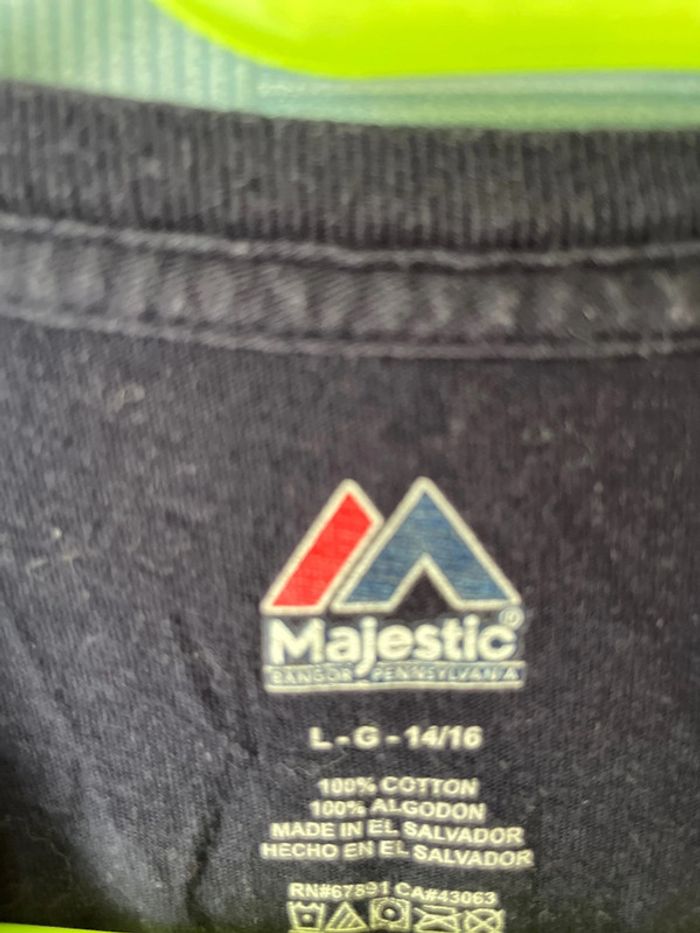 Majestic®
BANGOR PENNSYLVANIA
L - G - 14/16
100% COTTON
100% ALGODON
MADE IN EL SALVADOR
HECHO EN EL SALVADOR
RN#67891 CA#43063